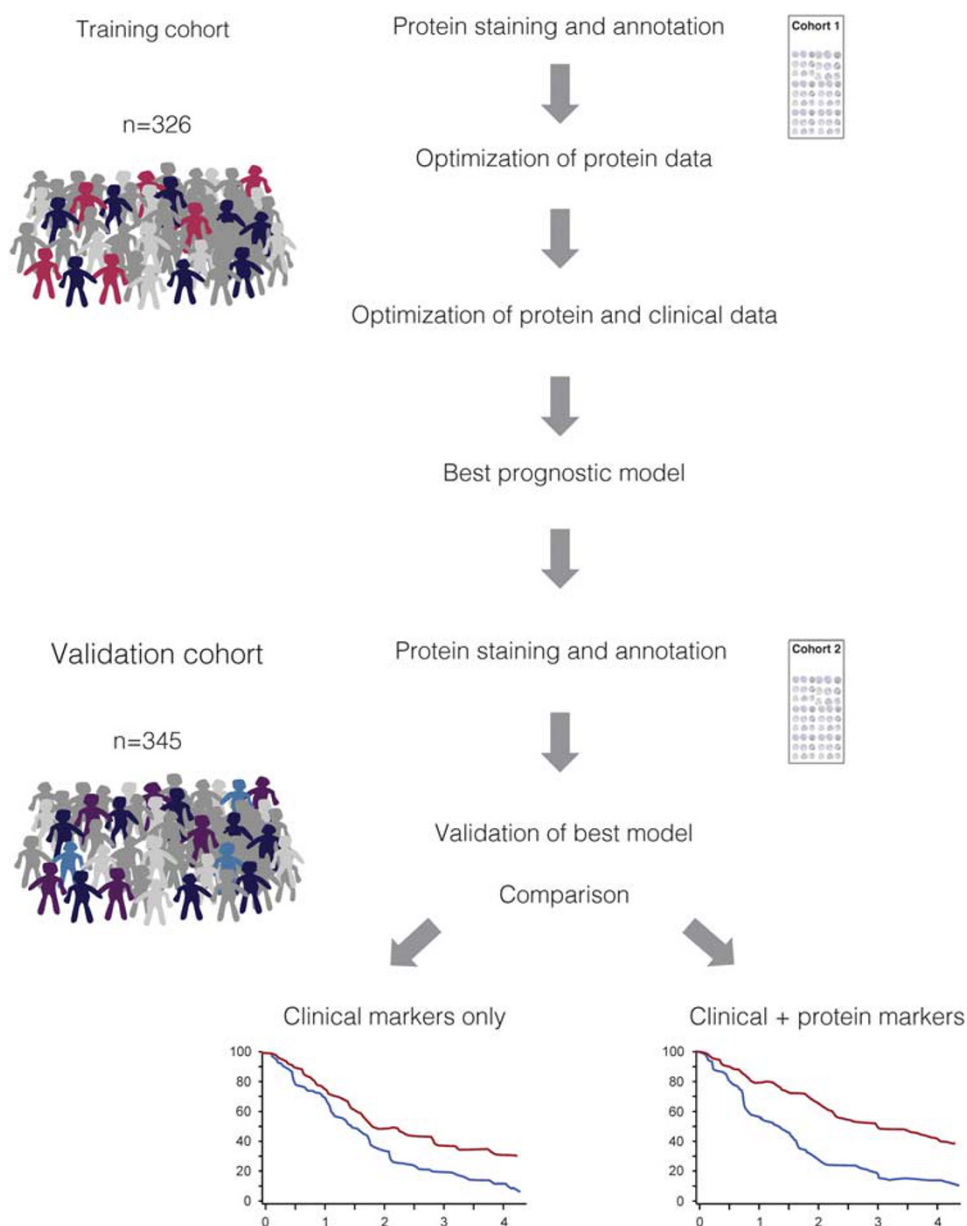 Training cohort
n=326
Protein staining and annotation
Cohort 1
Optimization of protein data
Optimization of protein and clinical data
Best prognostic model
Validation cohort
n=345
Protein staining and annotation
Cohort 2
Validation of best model
Comparison
Clinical markers only
100
80
60
40
20
0
0 1 2 3 4
Clinical + protein markers
100
80
60
40
20
0
0 1 2 3 4